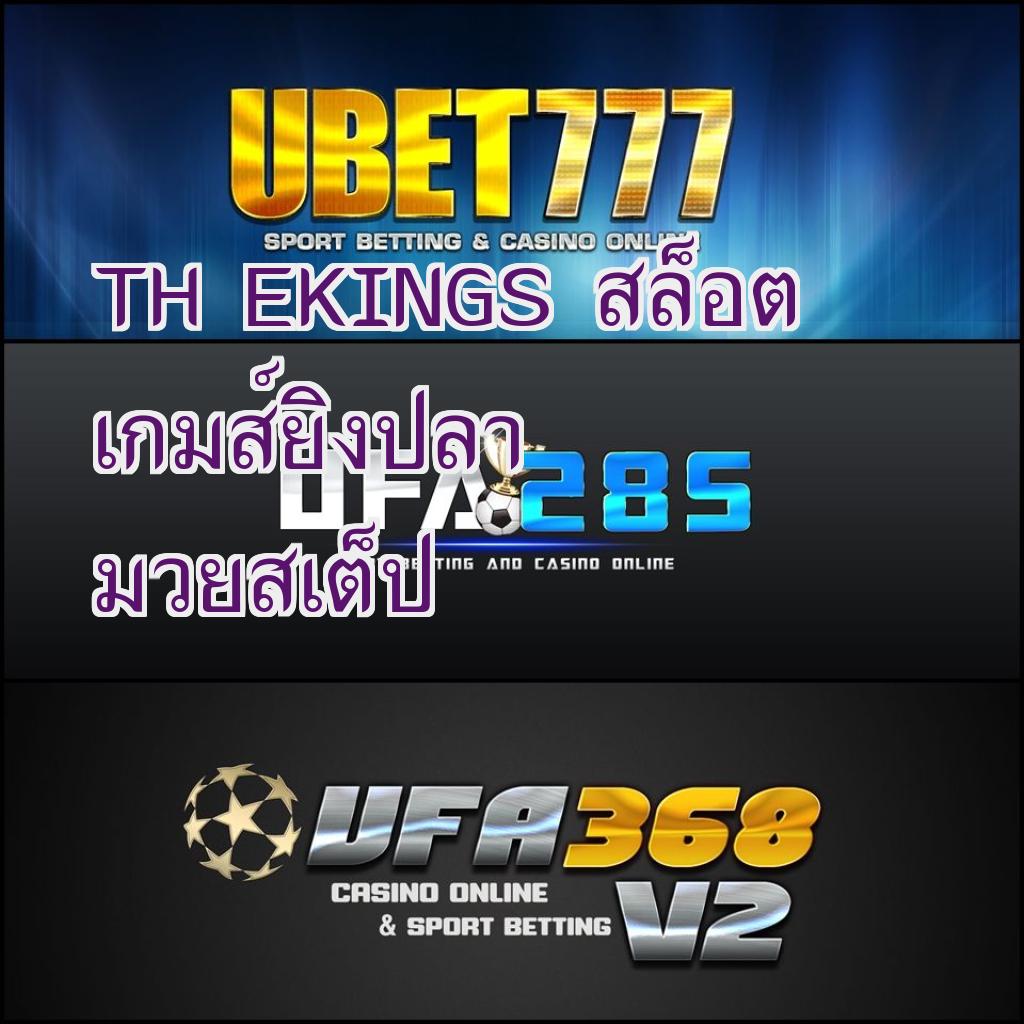 UBET777
SPORT BETTING & CASINO ONLINE
TH EKINGS สล็อต
เกมส์ยิงปลา
UFA285
BETTING AND CASINO ONLINE
มวยสเต็ป
UFA368
CASINO ONLINE
& SPORT BETTING
V2